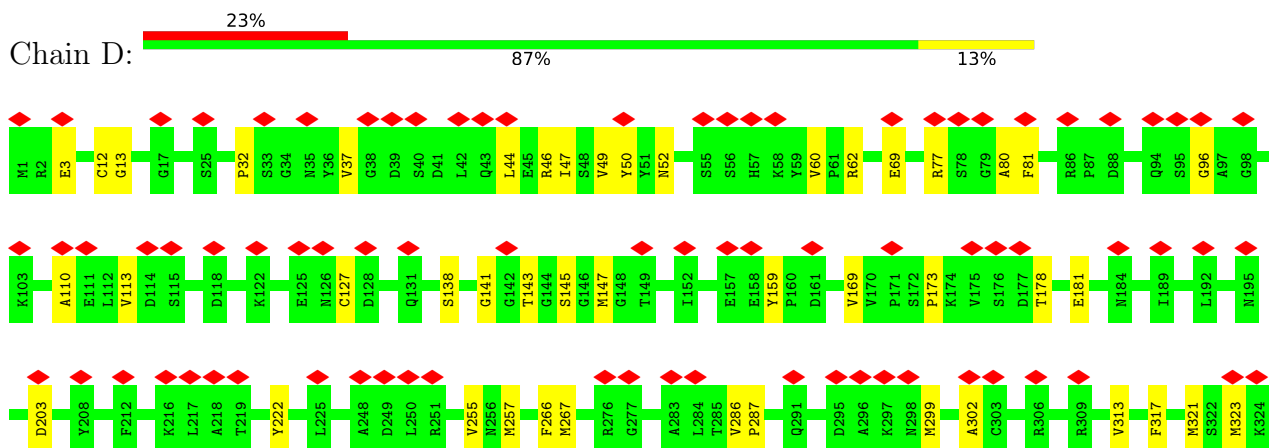 23%
Chain D:
87% 13%
M1 R2 E3 C12 G13 G17 S25 P32 S33 G34 N35 Y36 V37 G38 D39 S40 D41 L42 Q43 L44 E45 R46 I47 S48 V49 Y50 Y51 N52 S55 S56 H57 K58 Y59 V60 P61 R62 E69 R77 S78 G79 A80 F81 R86 P87 D88 Q94 S95 G96 A97 G98
K103 A110 E111 L112 V113 D114 S115 D118 K122 E125 N126 C127 D128 Q131 S138 G141 G142 T143 G144 S145 G146 M147 G148 T149 I152 E157 E158 Y159 P160 D161 V169 V170 P171 S172 P173 K174 V175 S176 D177 T178 E181 N184 I189 L192 N195
D203 Y208 F212 K216 L217 A218 T219 Y222 L225 A248 D249 L250 R251 V255 N256 M257 F266 M267 R276 G277 A283 L284 T285 V286 P287 Q291 D295 A296 K297 N298 M299 A302 C303 R306 R309 V313 F317 M321 S322 M323 K324